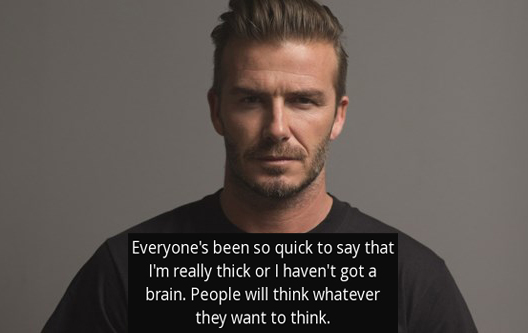 Everyone's been so quick to say that
I'm really thick or I haven't got a
brain. People will think whatever
they want to think.